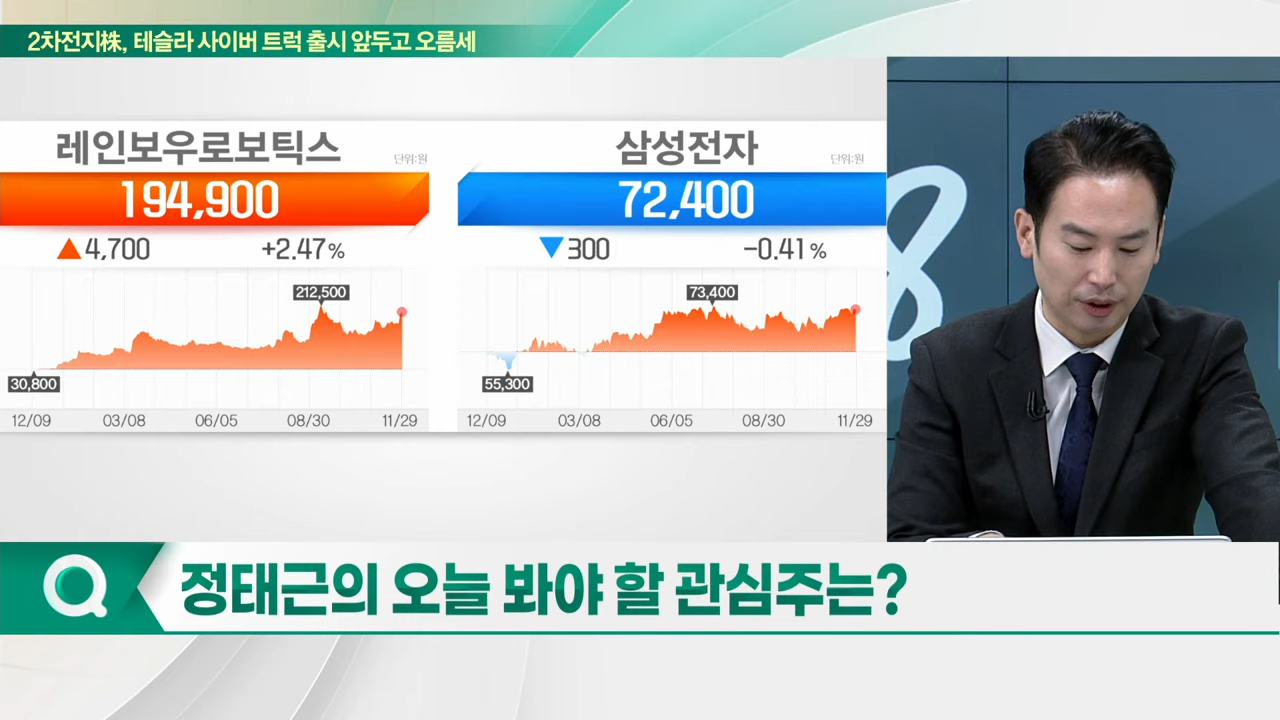 2차전지株, 테슬라 사이버 트럭 출시 앞두고 오름세
레인보우로보틱스
단위:원
194,900
▲4,700 +2.47%
212,500
30,800
12/09 03/08 06/05 08/30 11/29
삼성전자
단위:원
72,400
▼300 -0.41%
73,400
55,300
12/09 03/08 06/05 08/30 11/29
8
정태근의 오늘 봐야 할 관심주는?